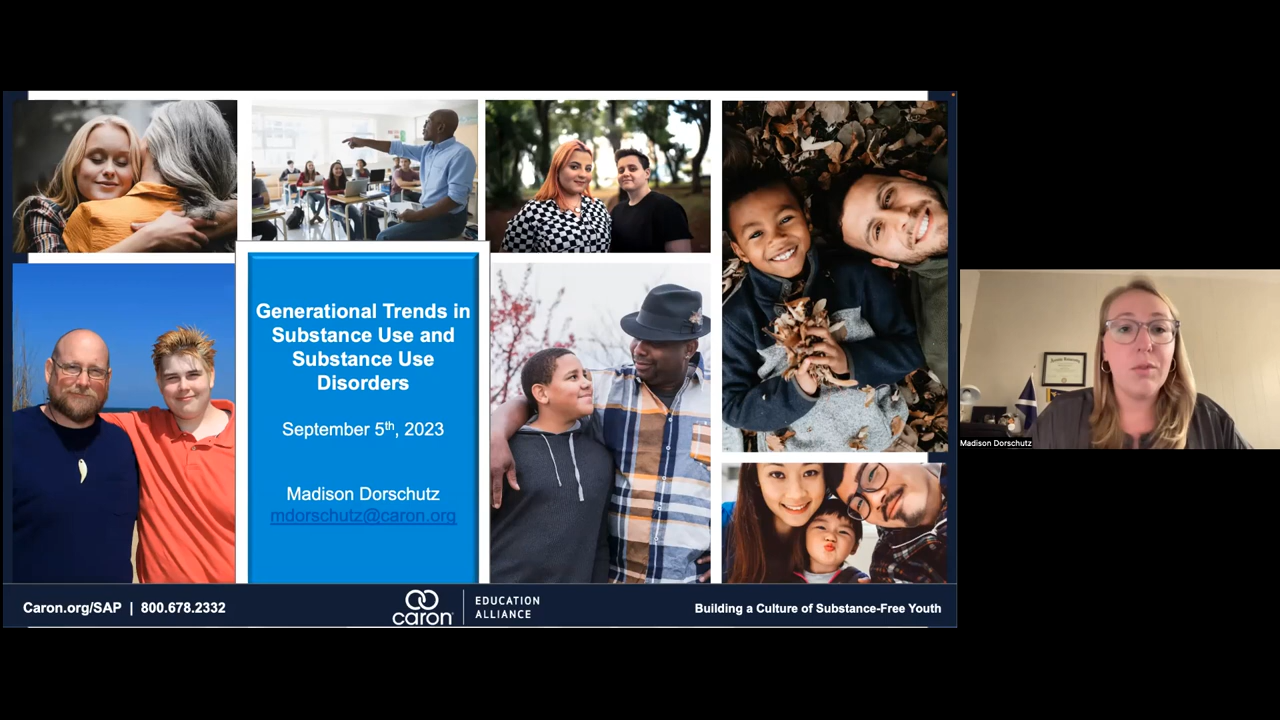 Generational Trends in
Substance Use and
Substance Use
Disorders
September 5th, 2023
Madison Dorschutz
mdorschutz@caron.org
Caron.org/SAP | 800.678.2332
caron
EDUCATION
ALLIANCE
Building a Culture of Substance-Free Youth
Madison Dorschutz